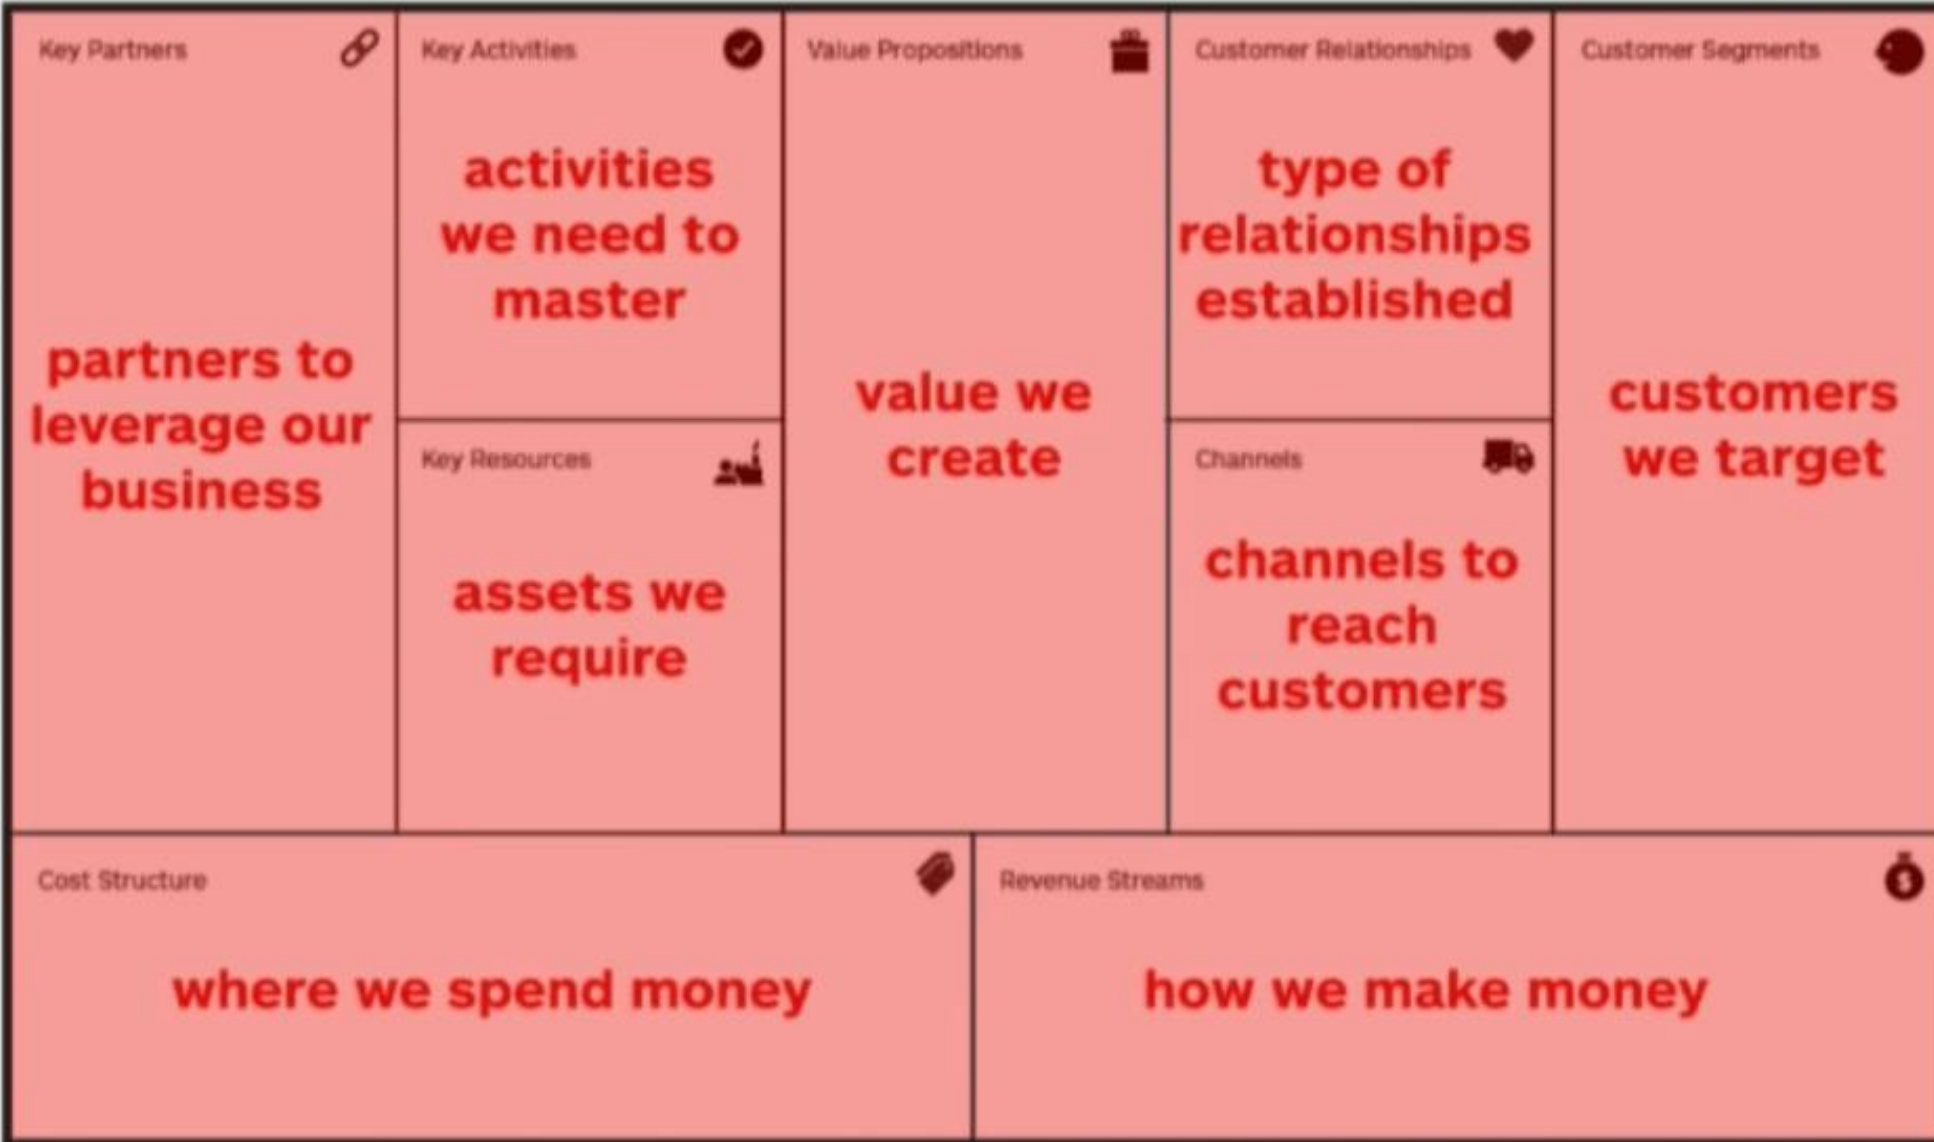 Key Partners
partners to
leverage our
business
Key Activities
activities
we need to
master
Key Resources
assets we
require
Value Propositions
value we
create
Customer Relationships
type of
relationships
established
Channels
channels to
reach
customers
Customer Segments
customers
we target
Cost Structure
where we spend money
Revenue Streams
$
how we make money